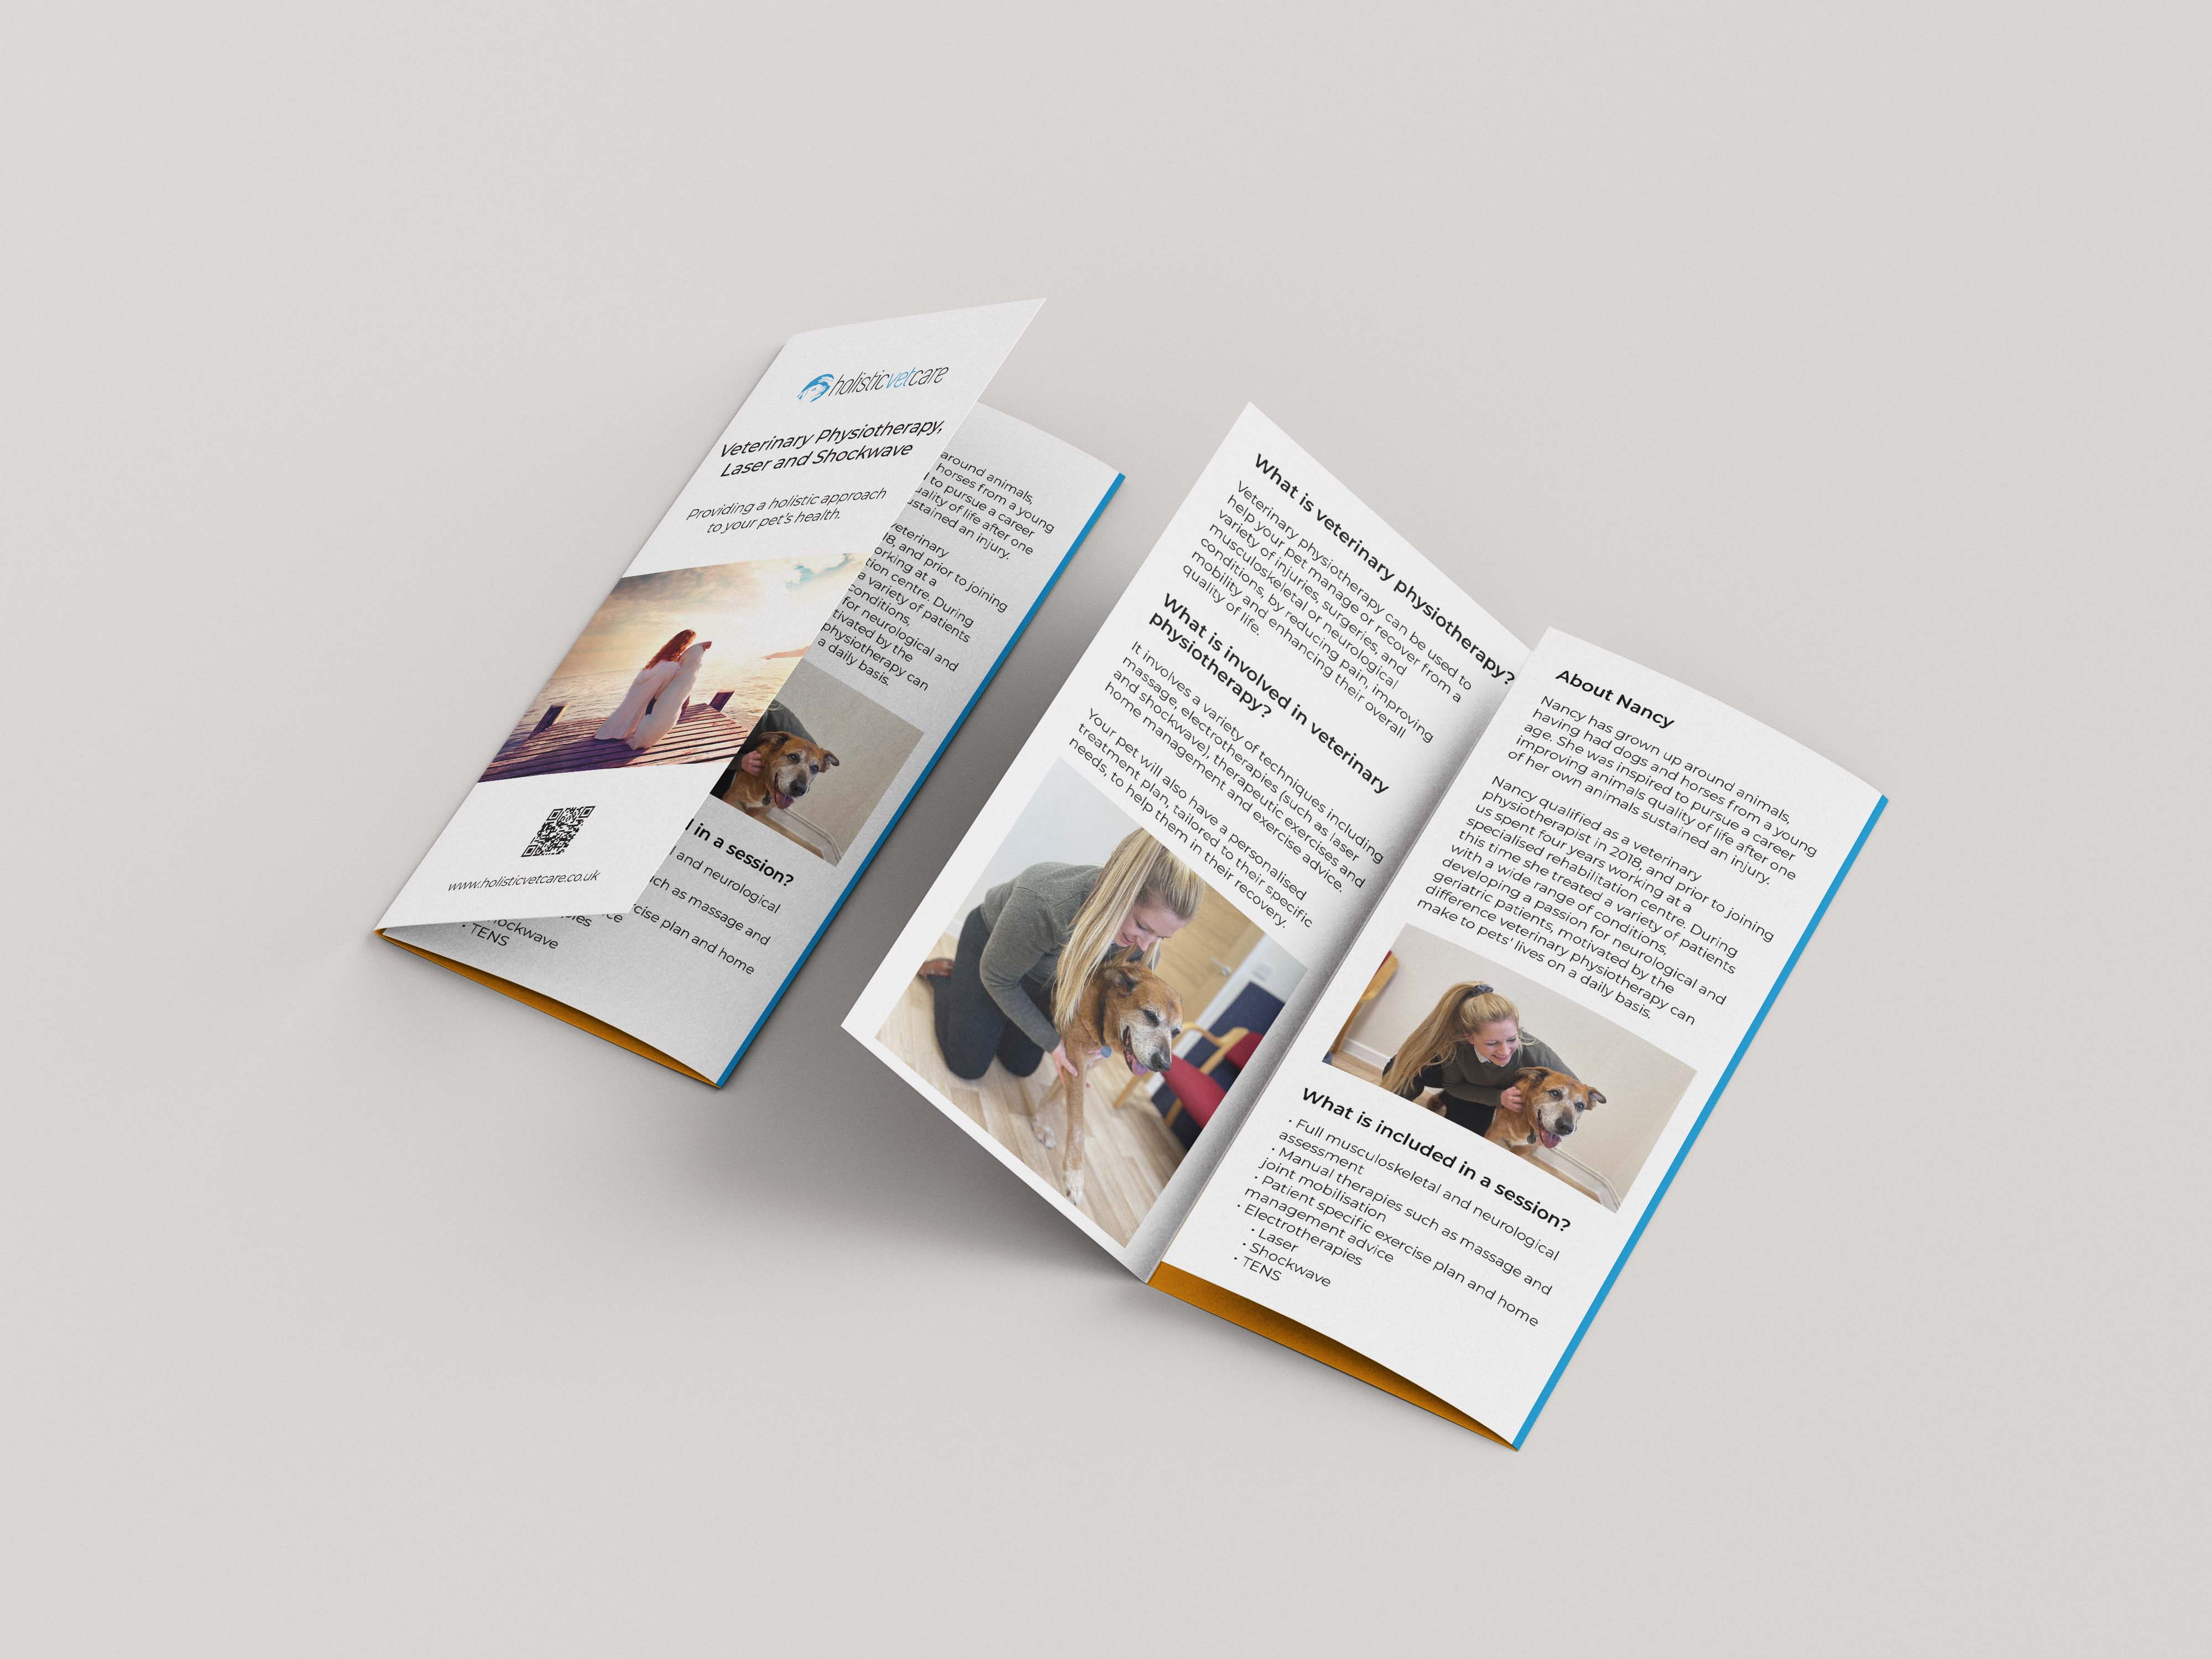 holisticvetcare
Veterinary Physiotherapy,
Laser and Shockwave
Providing a holistic approach
to your pet's health.
www.holisticvetcare.co.uk
around animals,
horses from a young
to pursue a career
uality of life after one
ustained an injury.
veterinary
18, and prior to joining
orking at a
tion centre. During
a variety of patients
conditions,
for neurological and
tivated by the
physiotherapy can
a daily basis.
in a session?
and neurological
uch as massage and
cise plan and home
ce
pies
hockwave
• TENS
What is veterinary physiotherapy?
Veterinary physiotherapy can be used to
help your pet manage or recover from a
variety of injuries, surgeries, and
musculoskeletal or neurological
conditions, by reducing pain, improving
mobility and enhancing their overall
quality of life.
What is involved in veterinary
physiotherapy?
It involves a variety of techniques including
massage, electrotherapies (such as laser
and shockwave), therapeutic exercises and
home management and exercise advice.
Your pet will also have a personalised
treatment plan, tailored to their specific
needs, to help them in their recovery.
About Nancy
Nancy has grown up around animals,
having had dogs and horses from a young
age. She was inspired to pursue a career
improving animals quality of life after one
of her own animals sustained an injury.
Nancy qualified as a veterinary
physiotherapist in 2018, and prior to joining
us spent four years working at a
specialised rehabilitation centre. During
this time she treated a variety of patients
with a wide range of conditions,
developing a passion for neurological and
geriatric patients, motivated by the
difference veterinary physiotherapy can
make to pets' lives on a daily basis.
What is included in a session?
• Full musculoskeletal and neurological
assessment
• Manual therapies such as massage and
joint mobilisation
• Patient specific exercise plan and home
management advice
• Electrotherapies
• Laser
• Shockwave
• TENS